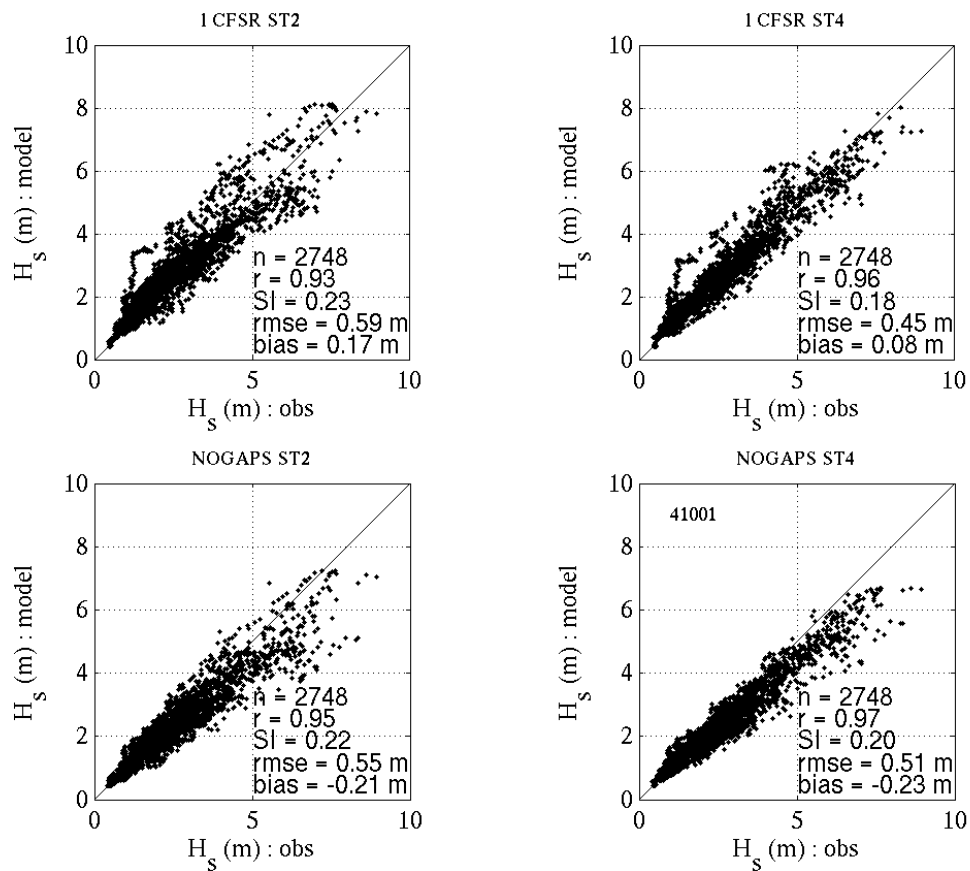 1 CFSR ST2
10
8
6
4
2
0
H_s (m) : model
n = 2748
r = 0.93
SI = 0.23
rmse = 0.59 m
bias = 0.17 m
0 5 10
H_s (m) : obs
1 CFSR ST4
10
8
6
4
2
0
H_s (m) : model
n = 2748
r = 0.96
SI = 0.18
rmse = 0.45 m
bias = 0.08 m
0 5 10
H_s (m) : obs
NOGAPS ST2
10
8
6
4
2
0
H_s (m) : model
n = 2748
r = 0.95
SI = 0.22
rmse = 0.55 m
bias = -0.21 m
0 5 10
H_s (m) : obs
NOGAPS ST4
41001
10
8
6
4
2
0
H_s (m) : model
n = 2748
r = 0.97
SI = 0.20
rmse = 0.51 m
bias = -0.23 m
0 5 10
H_s (m) : obs